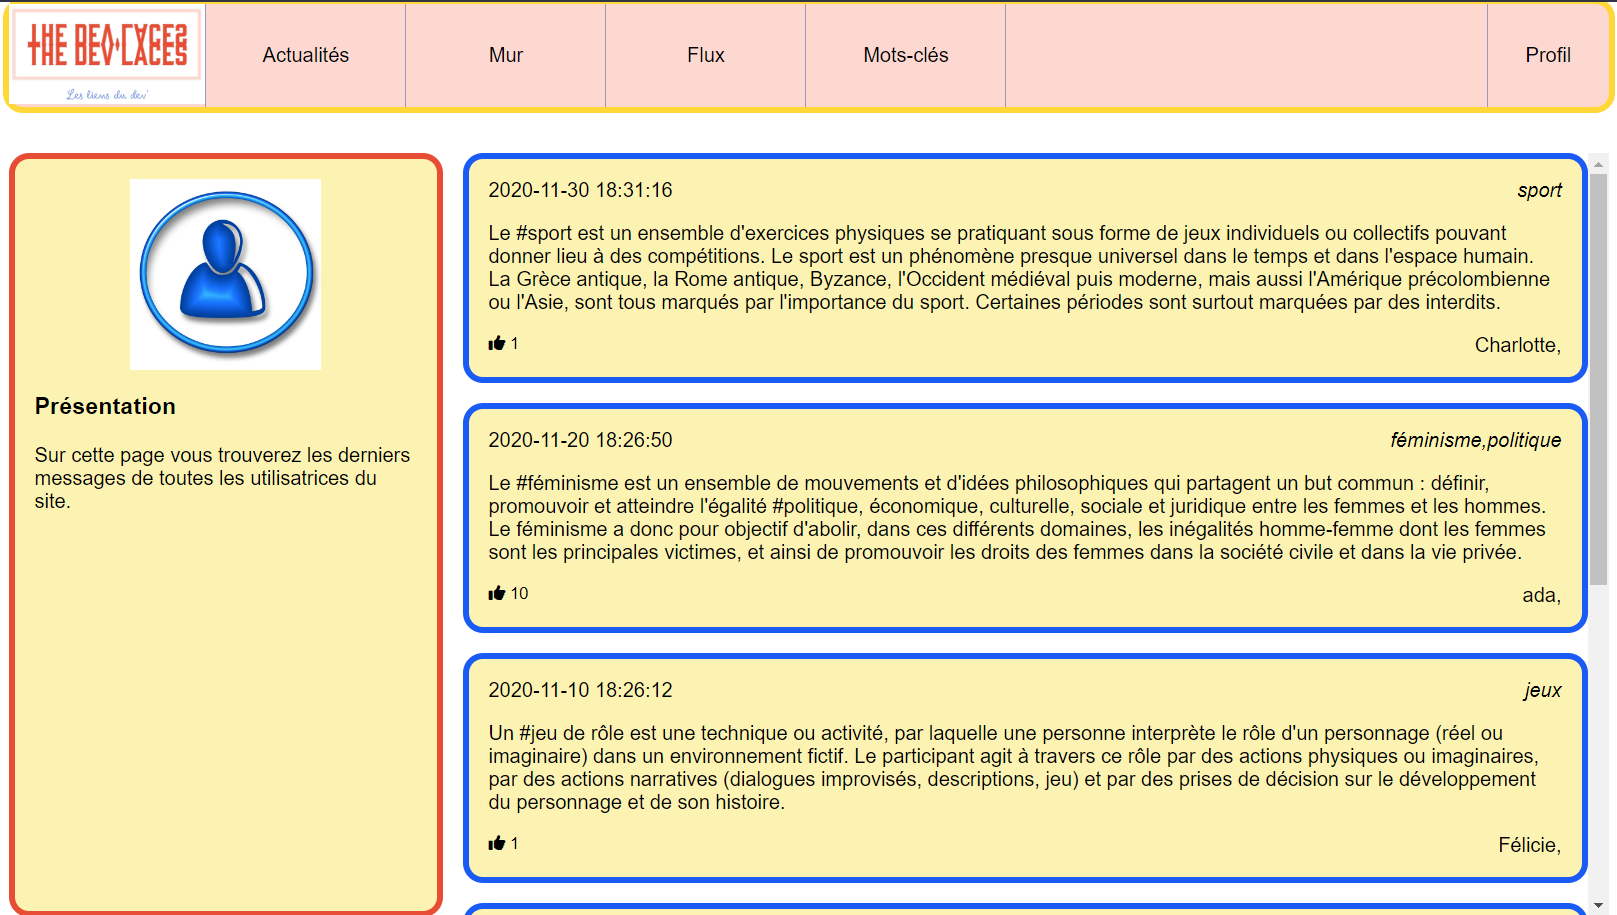 THE DEV·LACES
Les liens du dev'
Actualités
Mur
Flux
Mots-clés
Profil
Présentation
Sur cette page vous trouverez les derniers
messages de toutes les utilisatrices du
site.
2020-11-30 18:31:16
sport
Le #sport est un ensemble d'exercices physiques se pratiquant sous forme de jeux individuels ou collectifs pouvant
donner lieu à des compétitions. Le sport est un phénomène presque universel dans le temps et dans l'espace humain.
La Grèce antique, la Rome antique, Byzance, l'Occident médiéval puis moderne, mais aussi l'Amérique précolombienne
ou l'Asie, sont tous marqués par l'importance du sport. Certaines périodes sont surtout marquées par des interdits.
1
Charlotte,
2020-11-20 18:26:50
féminisme,politique
Le #féminisme est un ensemble de mouvements et d'idées philosophiques qui partagent un but commun : définir,
promouvoir et atteindre l'égalité #politique, économique, culturelle, sociale et juridique entre les femmes et les hommes.
Le féminisme a donc pour objectif d'abolir, dans ces différents domaines, les inégalités homme-femme dont les femmes
sont les principales victimes, et ainsi de promouvoir les droits des femmes dans la société civile et dans la vie privée.
10
ada,
2020-11-10 18:26:12
jeux
Un #jeu de rôle est une technique ou activité, par laquelle une personne interprète le rôle d'un personnage (réel ou
imaginaire) dans un environnement fictif. Le participant agit à travers ce rôle par des actions physiques ou imaginaires,
par des actions narratives (dialogues improvisés, descriptions, jeu) et par des prises de décision sur le développement
du personnage et de son histoire.
1
Félicie,